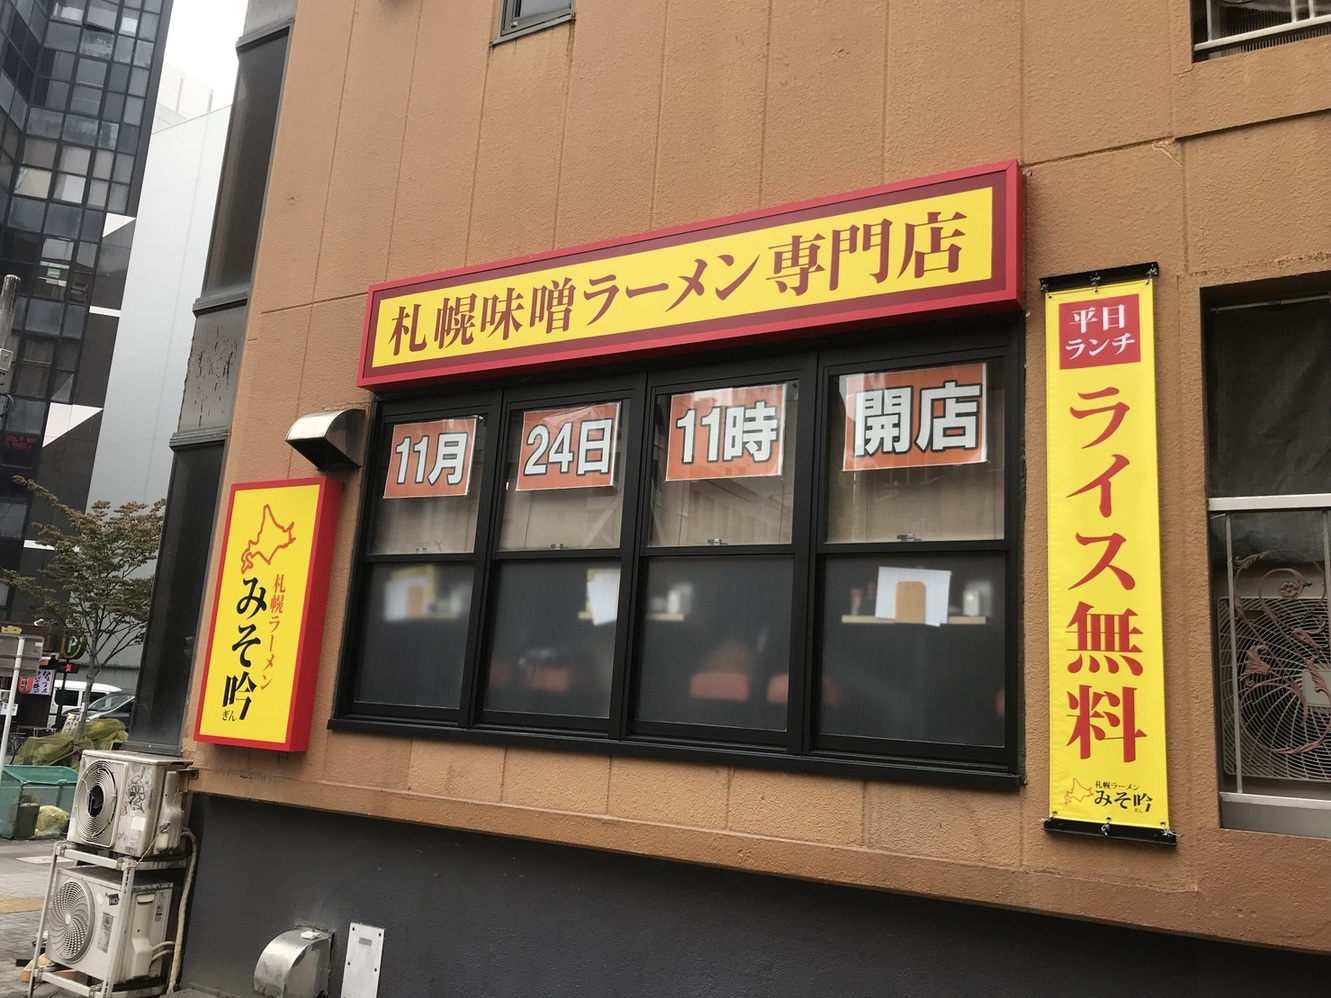 札幌味噌ラーメン専門店
11月
24日
11時
開店
札幌ラーメン
みそ吟
ぎん
平日
ランチ
ライス無料
札幌ラーメン
みそ吟
ぎん